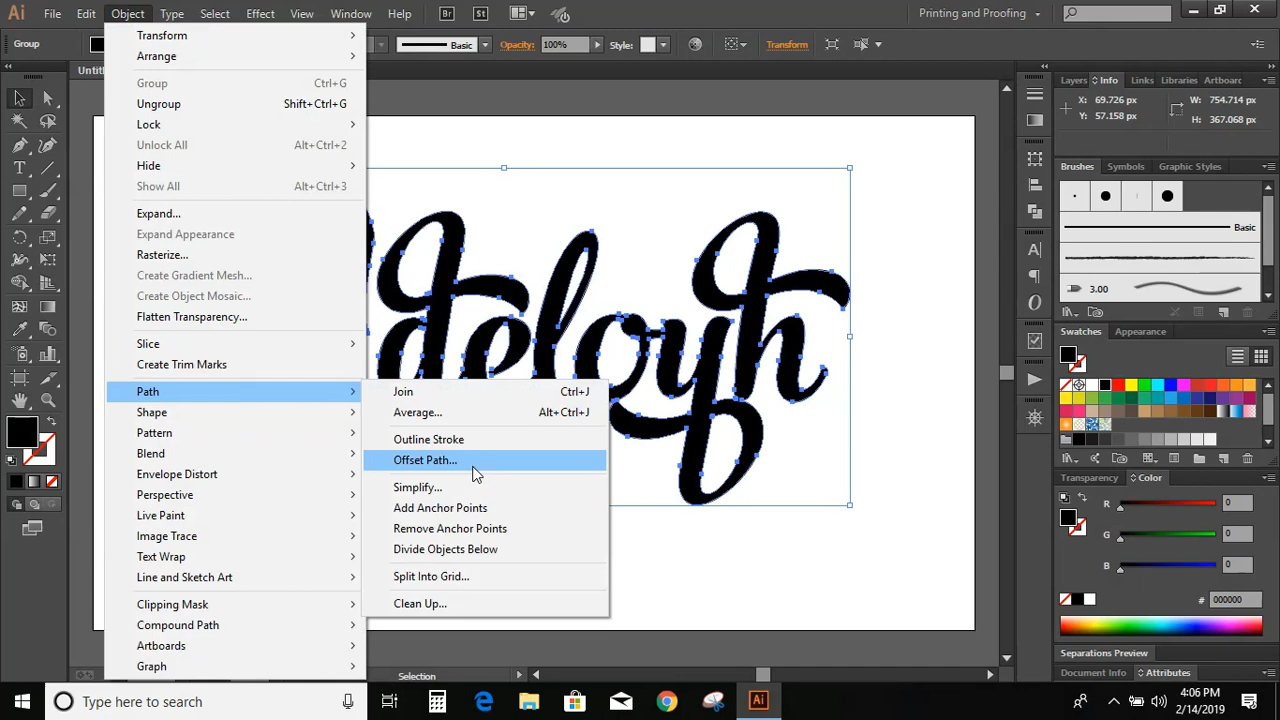 Ai File Edit Object Type Select Effect View Window Help Br St Printing and Proofing
Group Basic Opacity: 100% Style: Transform
Transform
Arrange
Group Ctrl+G
Ungroup Shift+Ctrl+G
Lock
Unlock All Alt+Ctrl+2
Hide
Show All Alt+Ctrl+3
Expand...
Expand Appearance
Rasterize...
Create Gradient Mesh...
Create Object Mosaic...
Flatten Transparency...
Slice
Create Trim Marks
Path
Shape
Pattern
Blend
Envelope Distort
Perspective
Live Paint
Image Trace
Text Wrap
Line and Sketch Art
Clipping Mask
Compound Path
Artboards
Graph
Join Ctrl+J
Average... Alt+Ctrl+J
Outline Stroke
Offset Path...
Simplify...
Add Anchor Points
Remove Anchor Points
Divide Objects Below
Split Into Grid...
Clean Up...
Untit
deloyh
Layers Info Links Libraries Artboarc
X: 69.726 px W: 754.714 px
Y: 57.158 px H: 367.068 px
Brushes Symbols Graphic Styles
Basic
3.00
Swatches Appearance
Transparency Gradient Color
R 0
G 0
B 0
# 000000
Separations Preview
Document Info Attributes
Selection
Type here to search
4:06 PM
2/14/2019